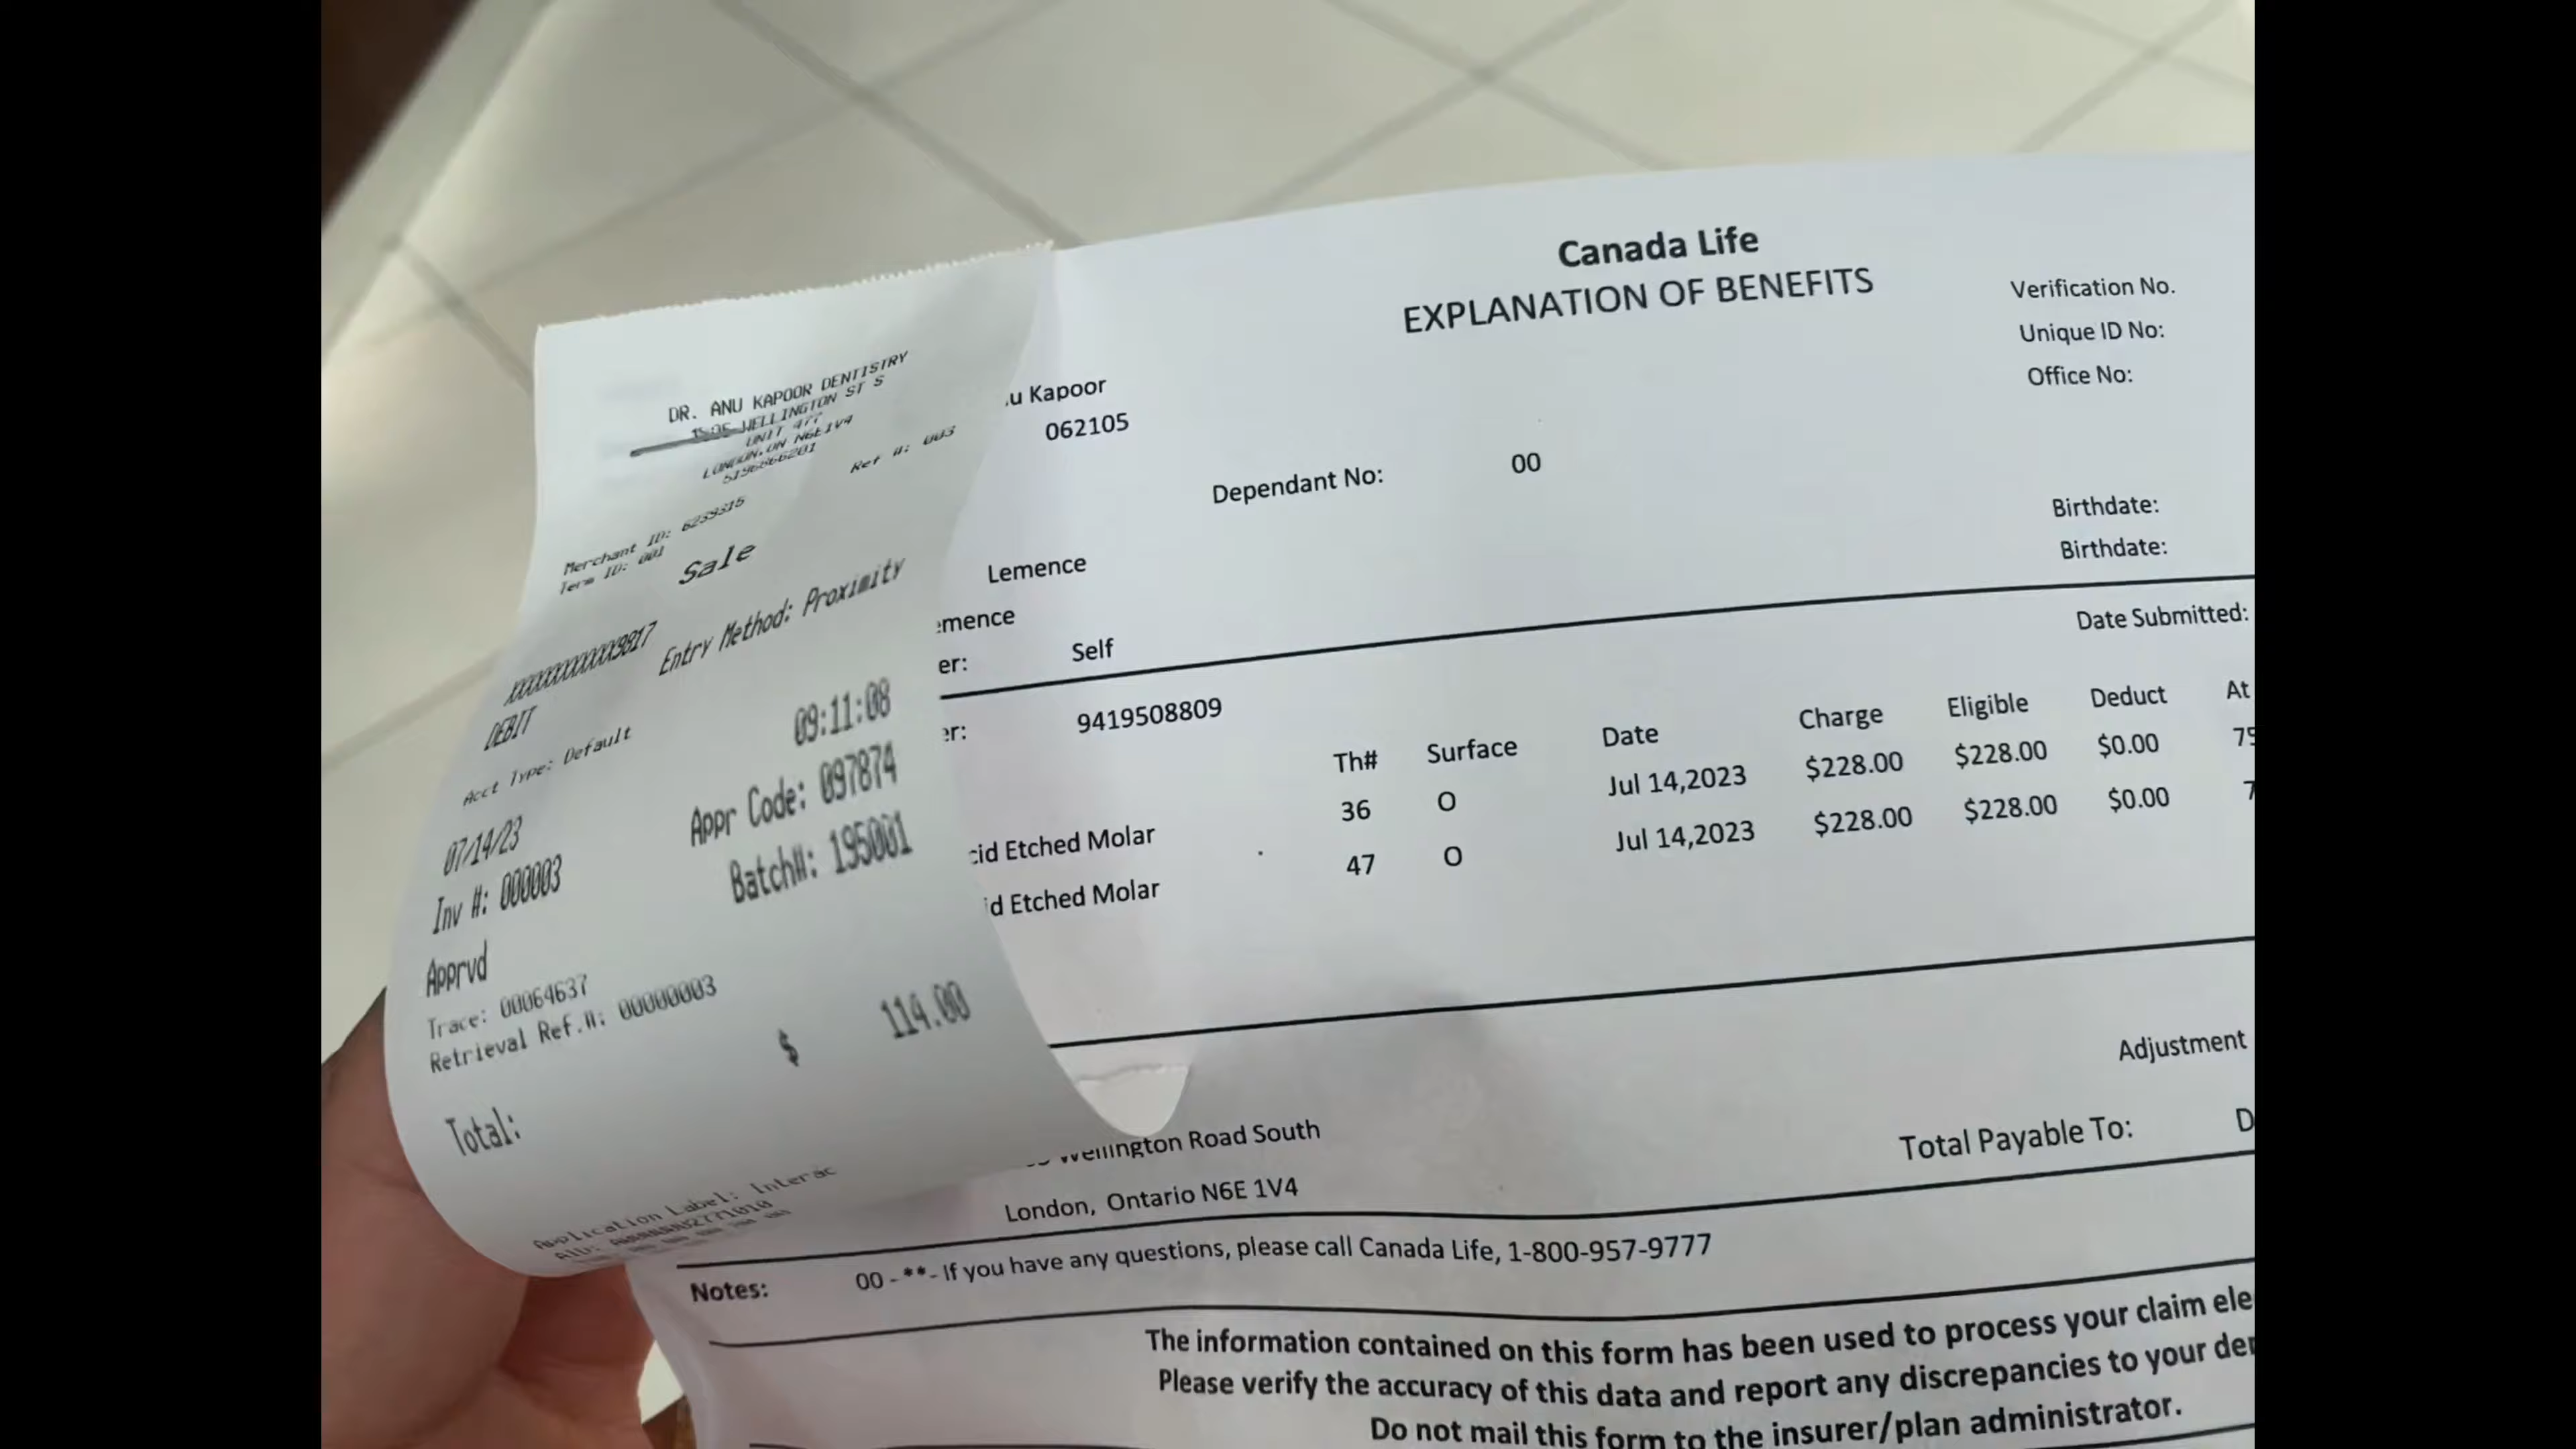 DR. ANU KAPOOR DENTISTRY
WELLINGTON ST S
UNIT 477
LONDON, ON N6E1V4
5196866201
Ref #: 003
Merchant ID: 6239315
Term ID: 001
Sale
XXXXXXXXXXXX9817
DEBIT
Entry Method: Proximity
Acct Type: Default
07/14/23
09:11:08
Inv #: 000003
Appr Code: 097874
Apprvd
Batch#: 195001
Trace: 00064637
Retrieval Ref.#: 00000003
Total:
$ 114.00
Application Label: Interac
Canada Life
EXPLANATION OF BENEFITS
Verification No.
Unique ID No:
Office No:
u Kapoor
062105
Dependant No: 00
Birthdate:
Birthdate:
Lemence
mence
er: Self
Date Submitted:
er: 9419508809
Th# Surface Date Charge Eligible Deduct At
cid Etched Molar 36 O Jul 14,2023 $228.00 $228.00 $0.00 75
d Etched Molar 47 O Jul 14,2023 $228.00 $228.00 $0.00 7
Adjustment
Total Payable To: D
Wellington Road South
London, Ontario N6E 1V4
Notes: 00 - **- If you have any questions, please call Canada Life, 1-800-957-9777
The information contained on this form has been used to process your claim ele
Please verify the accuracy of this data and report any discrepancies to your den
Do not mail this form to the insurer/plan administrator.